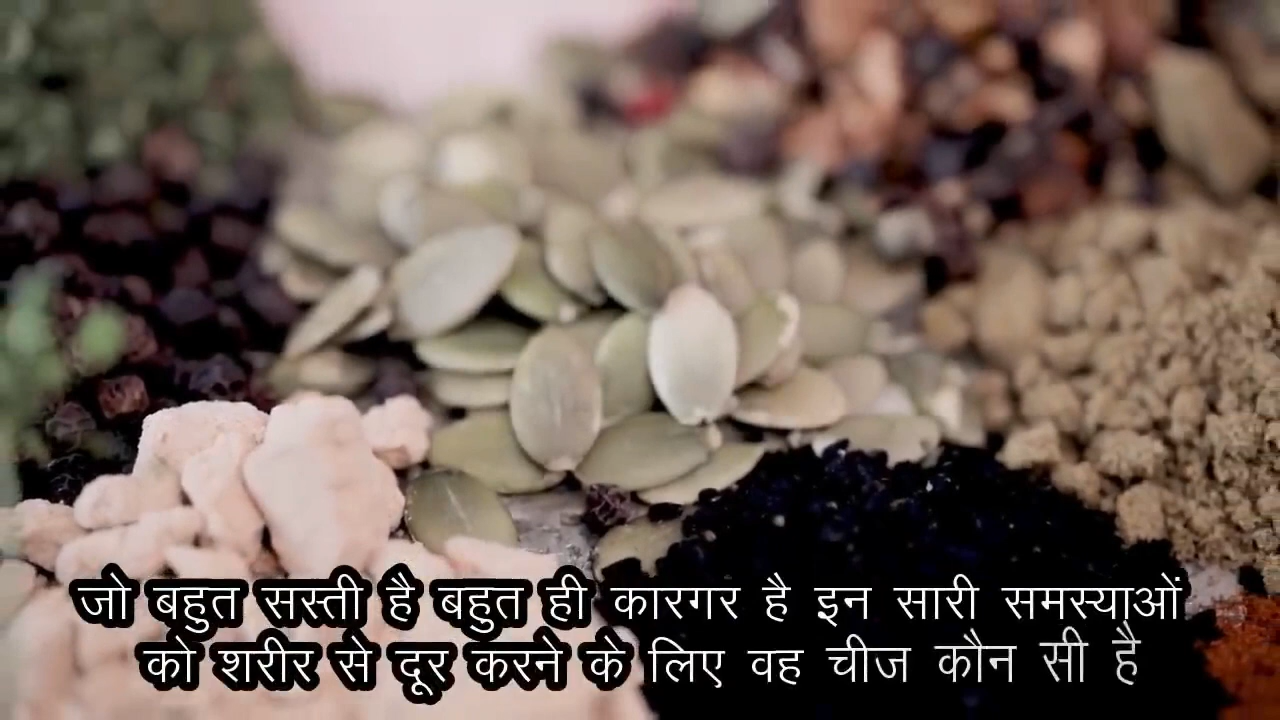 जो बहुत सस्ती है बहुत ही कारगर है इन सारी समस्याओं
को शरीर से दूर करने के लिए वह चीज कौन सी है